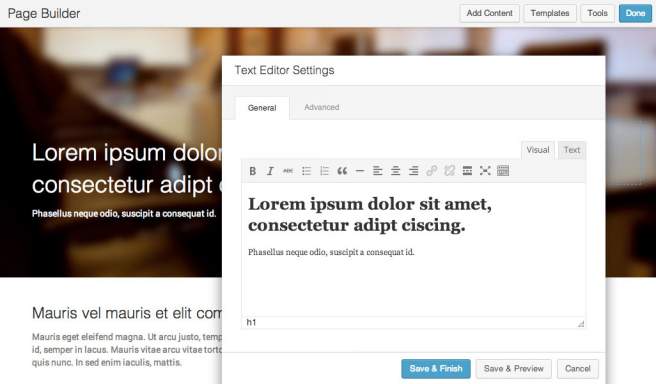 Page Builder
Add Content
Templates
Tools
Done
Text Editor Settings
General
Advanced
Visual
Text
B I ABC
Lorem ipsum dolor sit amet,
consectetur adipt ciscing.
Phasellus neque odio, suscipit a consequat id.
h1
Save & Finish
Save & Preview
Cancel
Lorem ipsum dolor
consectetur adipt
Phasellus neque odio, suscipit a consequat id.
Mauris vel mauris et elit com
Mauris eget eleifend magna. Ut arcu justo, temp
id, semper in lacus. Mauris vitae arcu vitae torto
quis nunc. In sed enim iaculis, mattis.